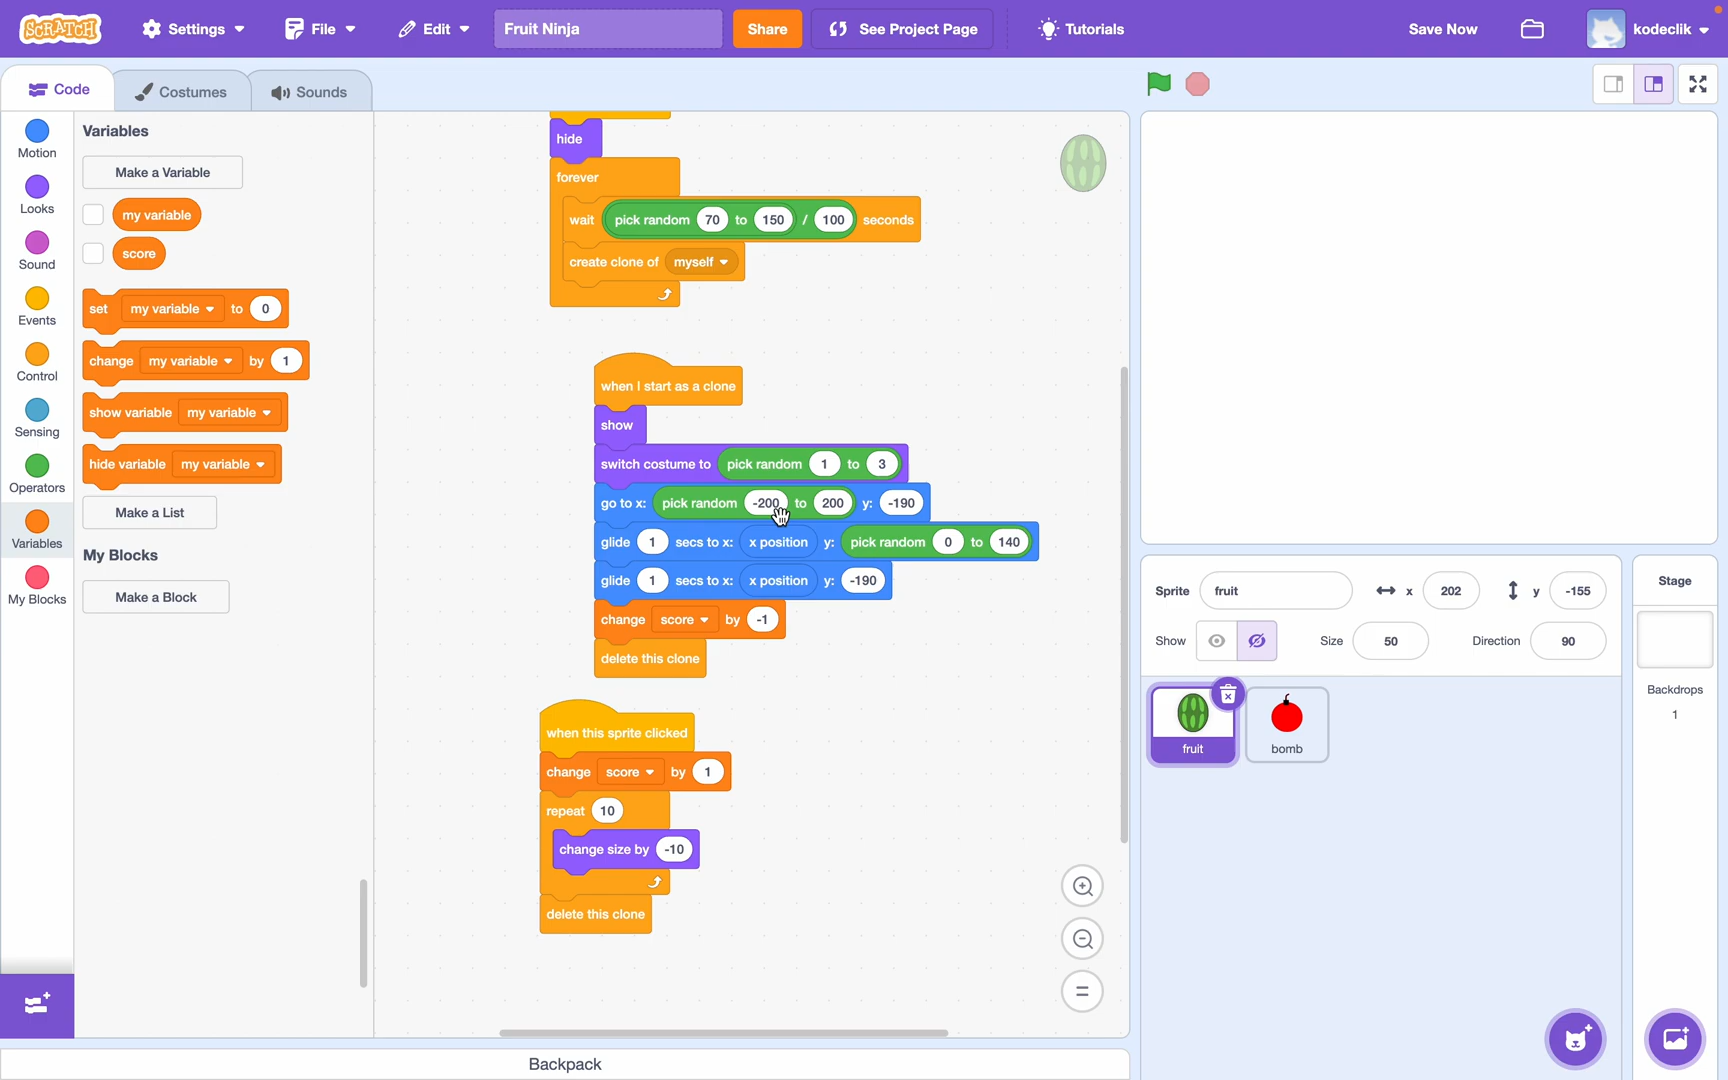 SCRATCH
Settings
File
Edit
Fruit Ninja
Share
See Project Page
Tutorials
Save Now
kodeclik
Code
Costumes
Sounds
Motion
Looks
Sound
Events
Control
Sensing
Operators
Variables
My Blocks
Variables
Make a Variable
my variable
score
set my variable to 0
change my variable by 1
show variable my variable
hide variable my variable
Make a List
My Blocks
Make a Block
hide
forever
wait pick random 70 to 150 / 100 seconds
create clone of myself
when I start as a clone
show
switch costume to pick random 1 to 3
go to x: pick random -200 to 200 y: -190
glide 1 secs to x: x position y: pick random 0 to 140
glide 1 secs to x: x position y: -190
change score by -1
delete this clone
when this sprite clicked
change score by 1
repeat 10
change size by -10
delete this clone
Sprite fruit x 202 y -155
Show Size 50 Direction 90
fruit
bomb
Stage
Backdrops
1
Backpack